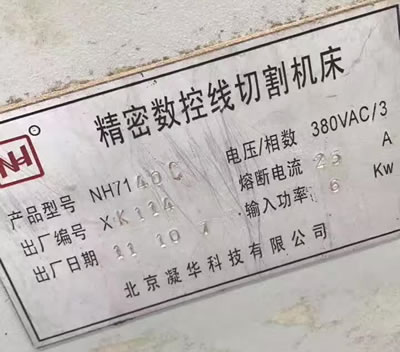 NH
精密数控线切割机床
产品型号 NH7140C 电压/相数 380VAC/3
出厂编号 XK114 熔断电流 25 A
出厂日期 11 10 输入功率 6 Kw
北京凝华科技有限公司